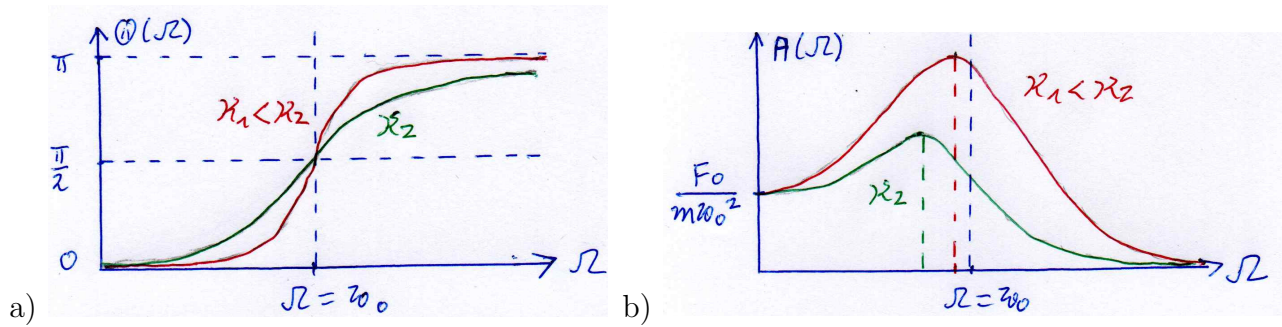 Θ(Ω)
π
ϰ₁ < ϰ₂
ϰ₂
π/2
0
Ω
Ω = ω₀
a)
A(Ω)
ϰ₁ < ϰ₂
F₀/mω₀²
ϰ₂
Ω
Ω = ω₀
b)